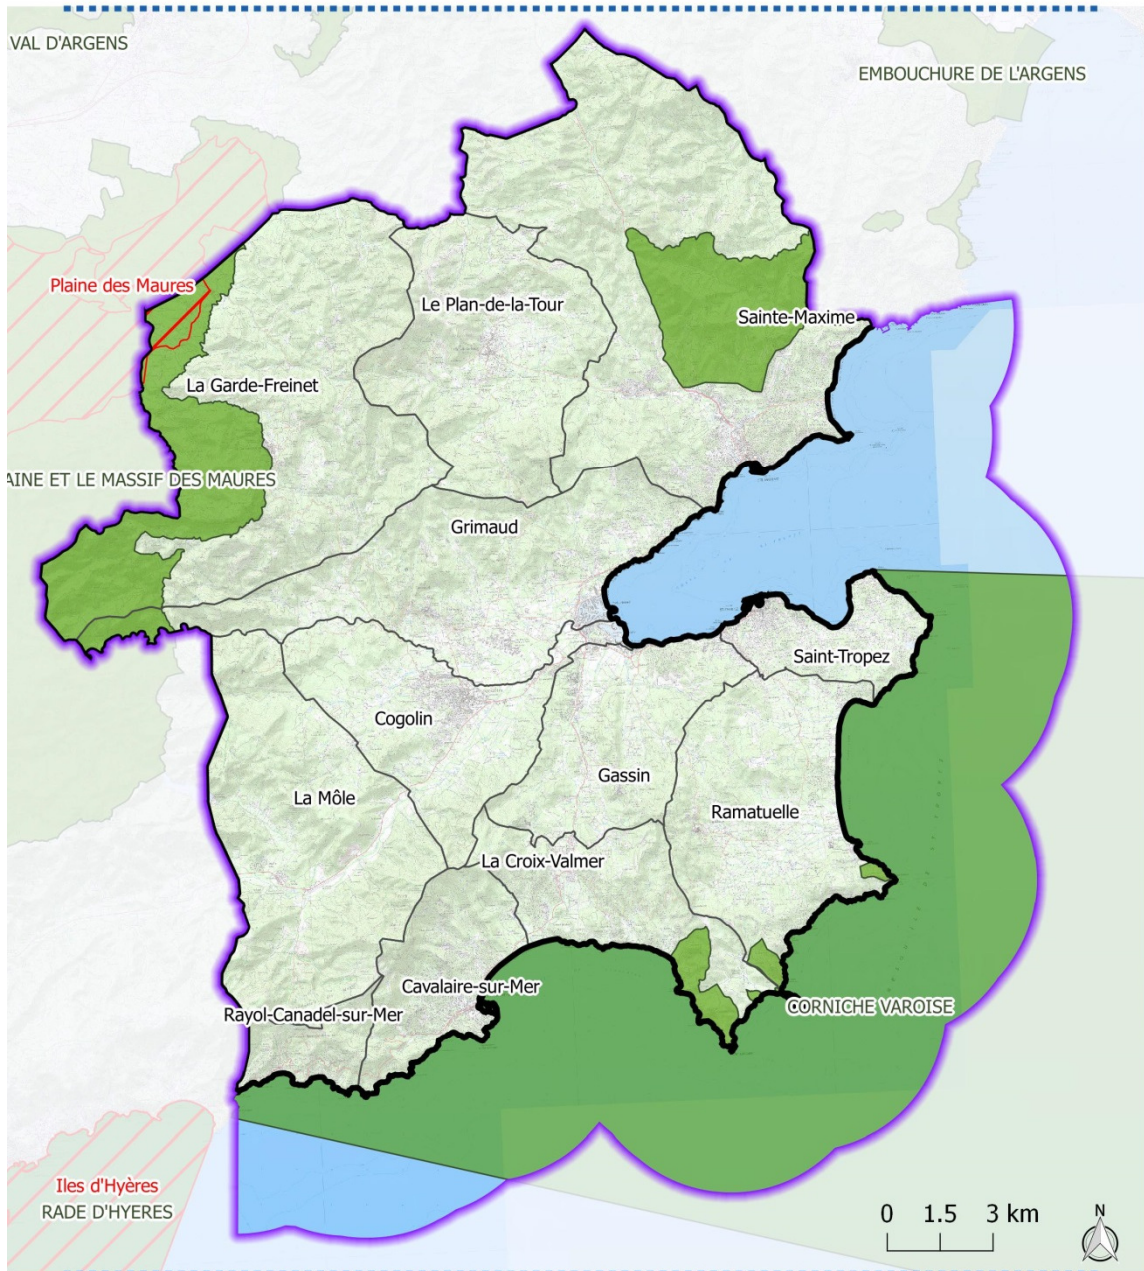 VAL D'ARGENS
EMBOUCHURE DE L'ARGENS
Plaine des Maures
Le Plan-de-la-Tour
Sainte-Maxime
La Garde-Freinet
AINE ET LE MASSIF DES MAURES
Grimaud
Saint-Tropez
Cogolin
Gassin
La Môle
Ramatuelle
La Croix-Valmer
Cavalaire-sur-Mer
CORNICHE VAROISE
Rayol-Canadel-sur-Mer
Iles d'Hyères
RADE D'HYERES
0 1.5 3 km
N